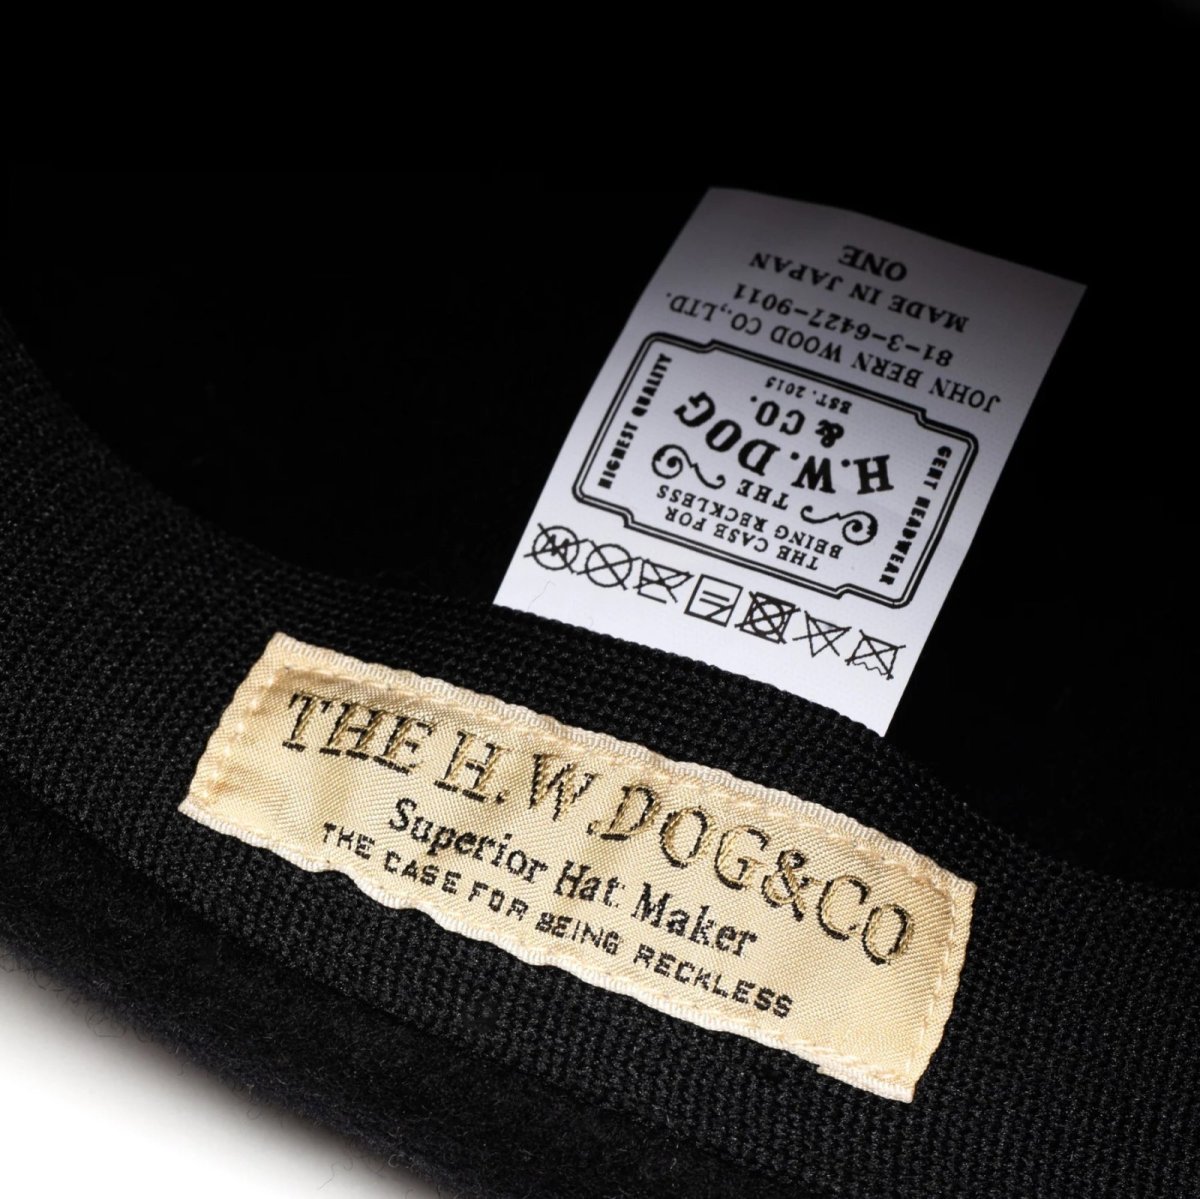 THE H.W.DOG&CO
Superior Hat Maker
THE CASE FOR BEING RECKLESS
THE CASE FOR
BEING RECKLESS
THE
H.W.DOG
& CO.
EST. 2015
HIGHEST QUALITY
GENT HEADWEAR
JOHN BERN WOOD CO.,LTD.
81-3-6427-9011
MADE IN JAPAN
ONE